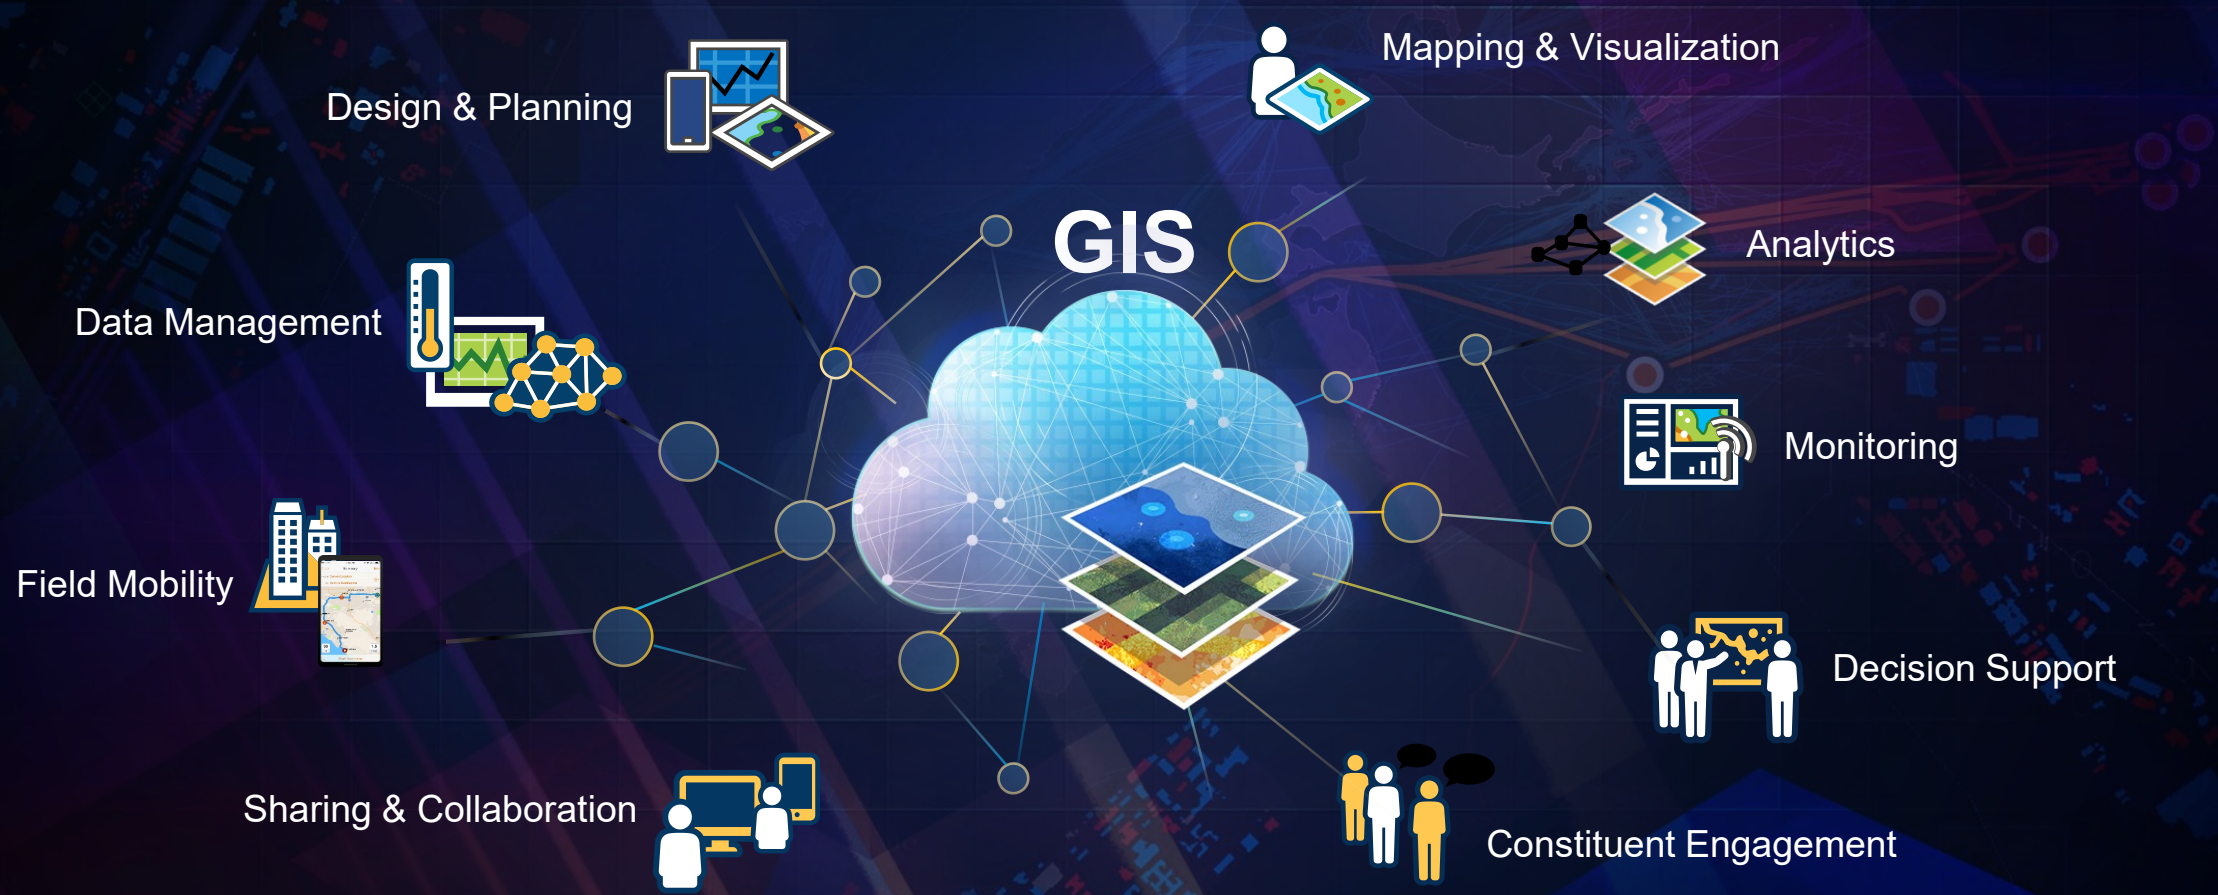 Mapping & Visualization
Design & Planning
GIS
Analytics
Data Management
Monitoring
Field Mobility
Decision Support
Sharing & Collaboration
Constituent Engagement